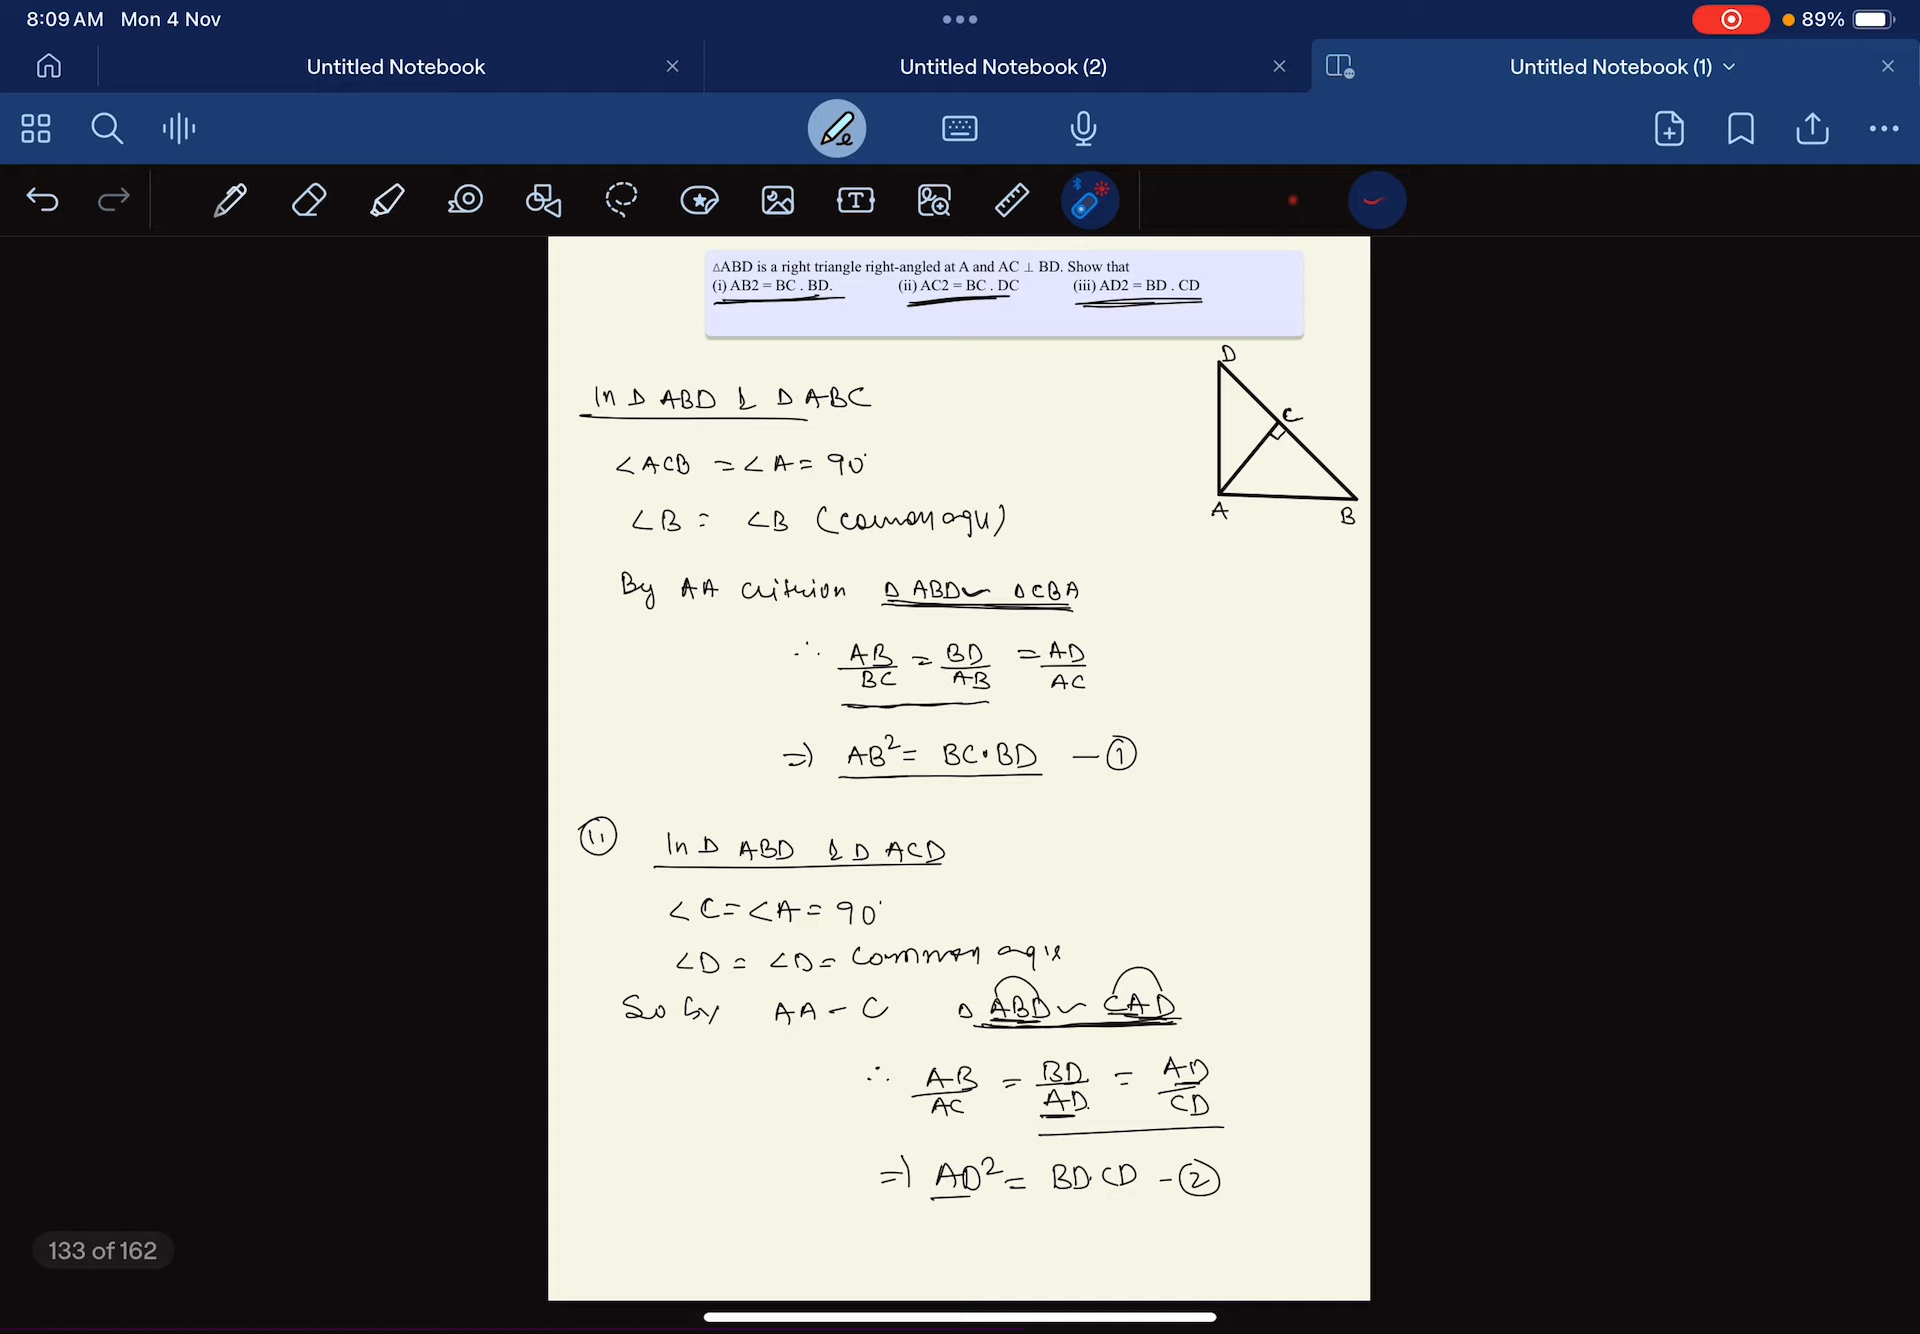 8:09 AM Mon 4 Nov
89%
Untitled Notebook
Untitled Notebook (2)
Untitled Notebook (1)
△ABD is a right triangle right-angled at A and AC ⊥ BD. Show that
(i) AB2 = BC . BD. (ii) AC2 = BC . DC (iii) AD2 = BD . CD
D
C
A
B
In Δ ABD & Δ ABC
∠ACB = ∠A = 90°
∠B = ∠B (
By AA Δ ABD ~ Δ CBA
∴ AB/BC = BD/AB = AD/AC
⇒ AB² = BC·BD — ①
(ii) In Δ ABD & Δ ACD
∠C = ∠A = 90°
∠D = ∠D = common
So by AA - C Δ ABD ~ CAD
∴ AB/AC = BD/AD = AD/CD
⇒ AD² = BD·CD - ②
133 of 162